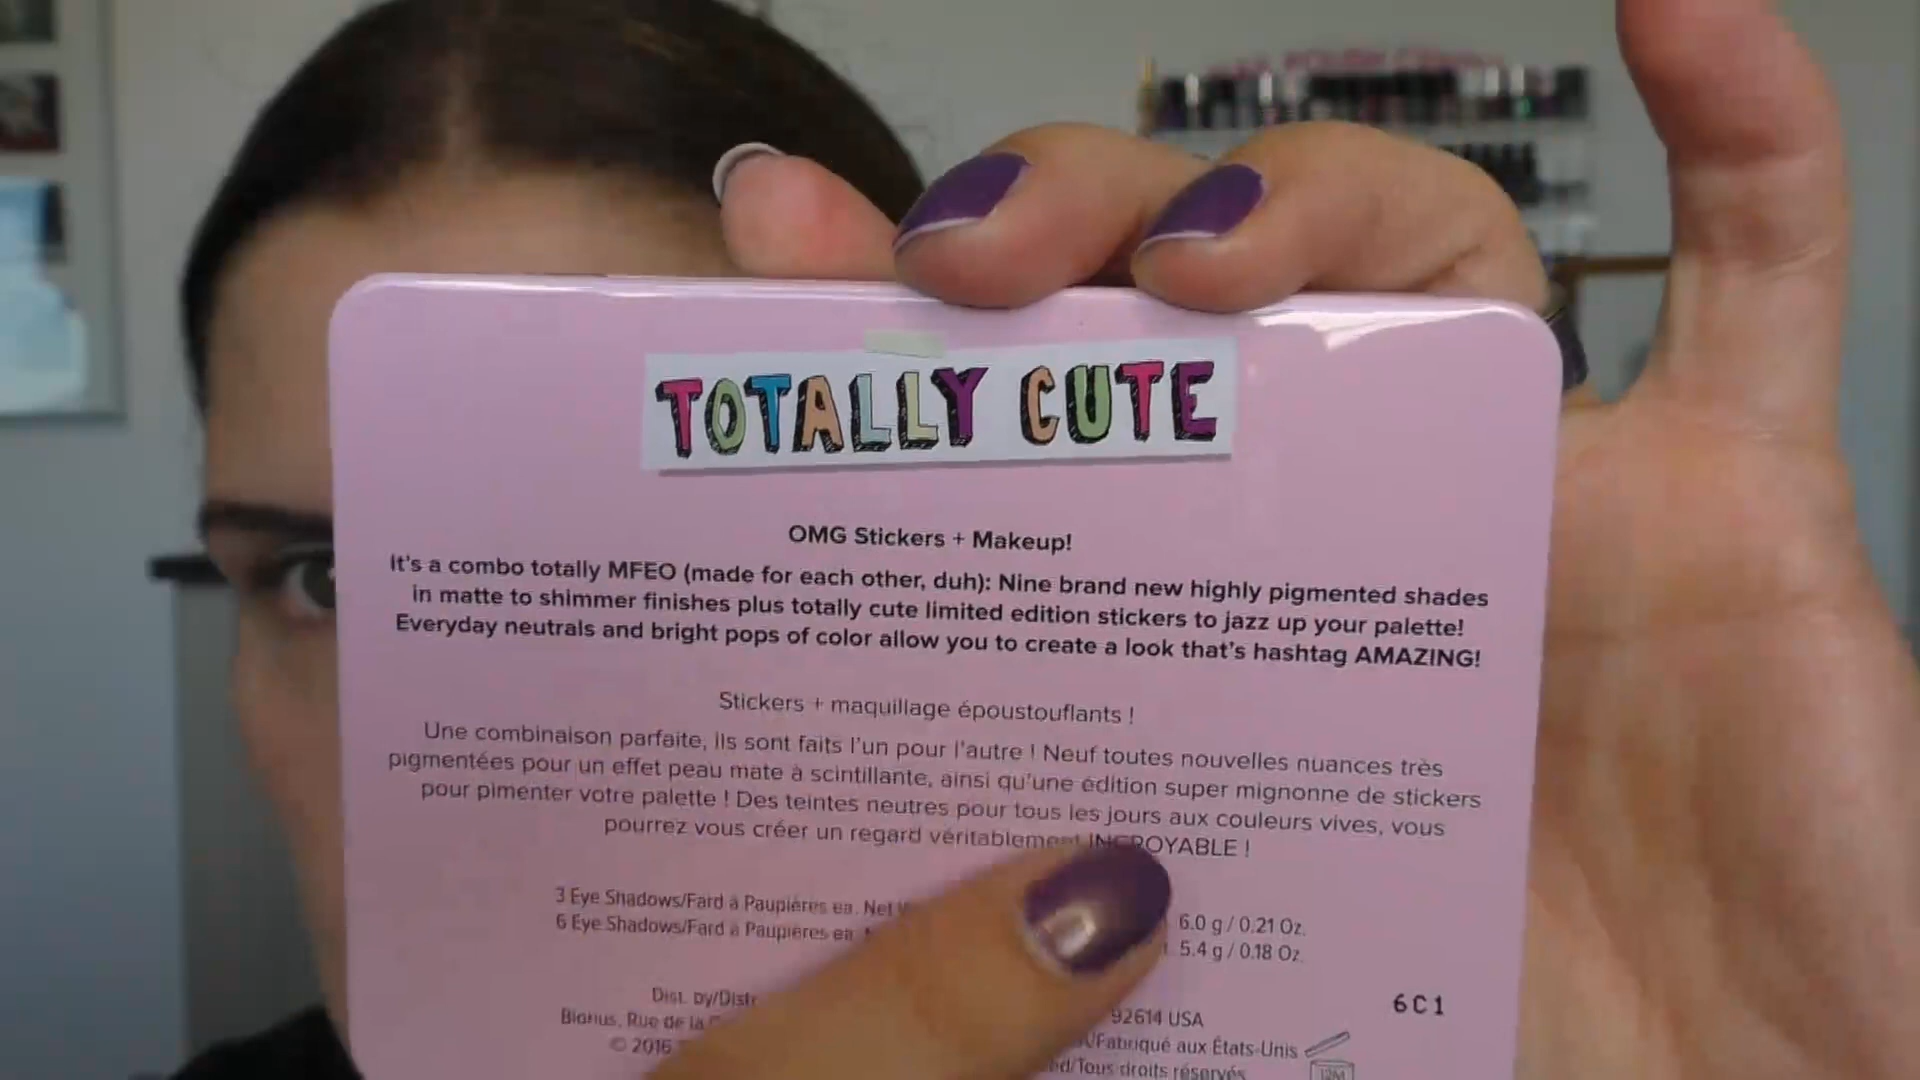 TOTALLY CUTE
OMG Stickers + Makeup!
It's a combo totally MFEO (made for each other, duh): Nine brand new highly pigmented shades
in matte to shimmer finishes plus totally cute limited edition stickers to jazz up your palette!
Everyday neutrals and bright pops of color allow you to create a look that's hashtag AMAZING!
Stickers + maquillage époustouflants !
Une combinaison parfaite, ils sont faits l'un pour l'autre ! Neuf toutes nouvelles nuances très
pigmentées pour un effet peau mate à scintillante, ainsi qu'une édition super mignonne de stickers
pour pimenter votre palette ! Des teintes neutres pour tous les jours aux couleurs vives, vous
pourrez vous créer un regard véritablement INCROYABLE !
3 Eye Shadows/Fard à Paupières ea. Net 6.0 g / 0.21 Oz.
6 Eye Shadows/Fard à Paupières ea. 5.4 g / 0.18 Oz.
6C1
Dist. by/
Rue de la 92614 USA
© 2016 Fabriqué aux États-Unis
Tous droits réservés
12M